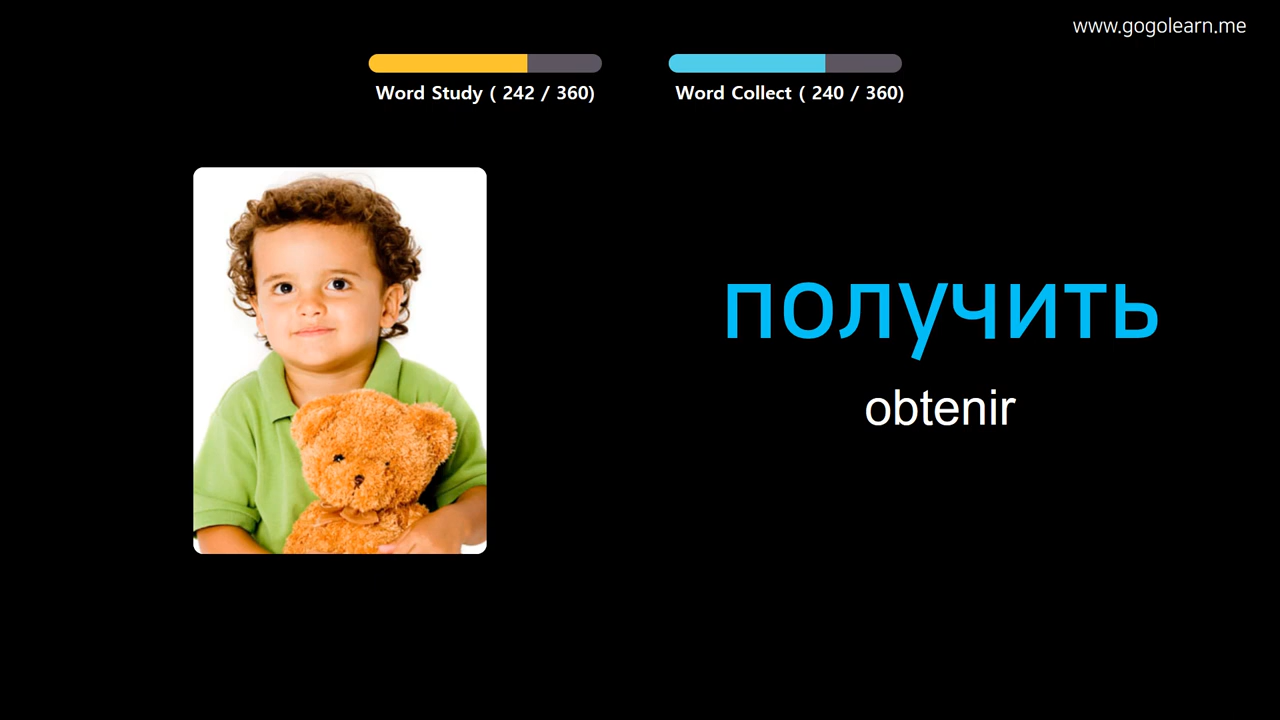 www.gogolearn.me
Word Study ( 242 / 360)
Word Collect ( 240 / 360)
получить
obtenir